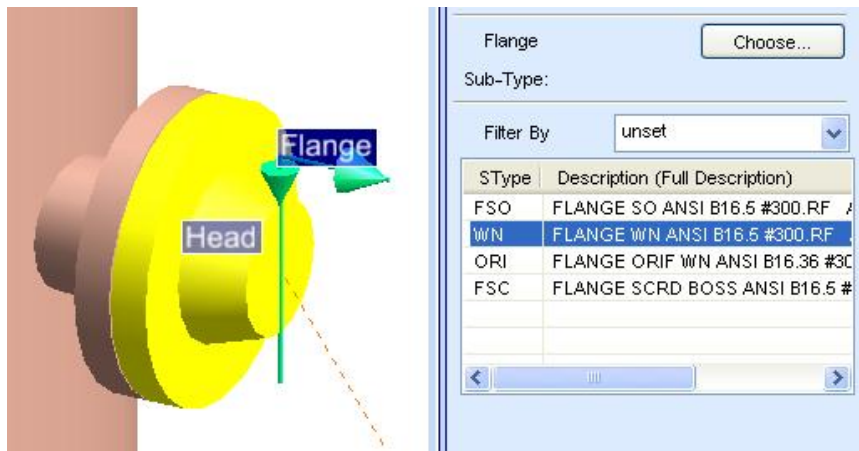 Flange
Head
Flange
Choose...
Sub-Type:
Filter By
unset
SType Description (Full Description)
FSO FLANGE SO ANSI B16.5 #300.RF
WN FLANGE WN ANSI B16.5 #300.RF
ORI FLANGE ORIF WN ANSI B16.36 #30
FSC FLANGE SCRD BOSS ANSI B16.5 #